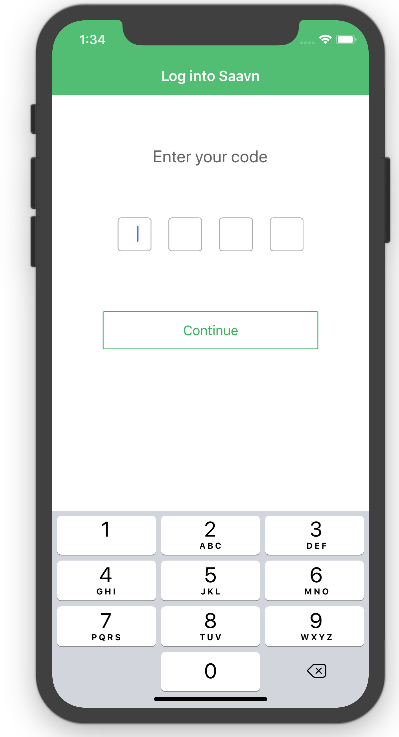 1:34
Log into Saavn
Enter your code
Continue
1 2 3
ABC DEF
4 5 6
GHI JKL MNO
7 8 9
PQRS TUV WXYZ
0